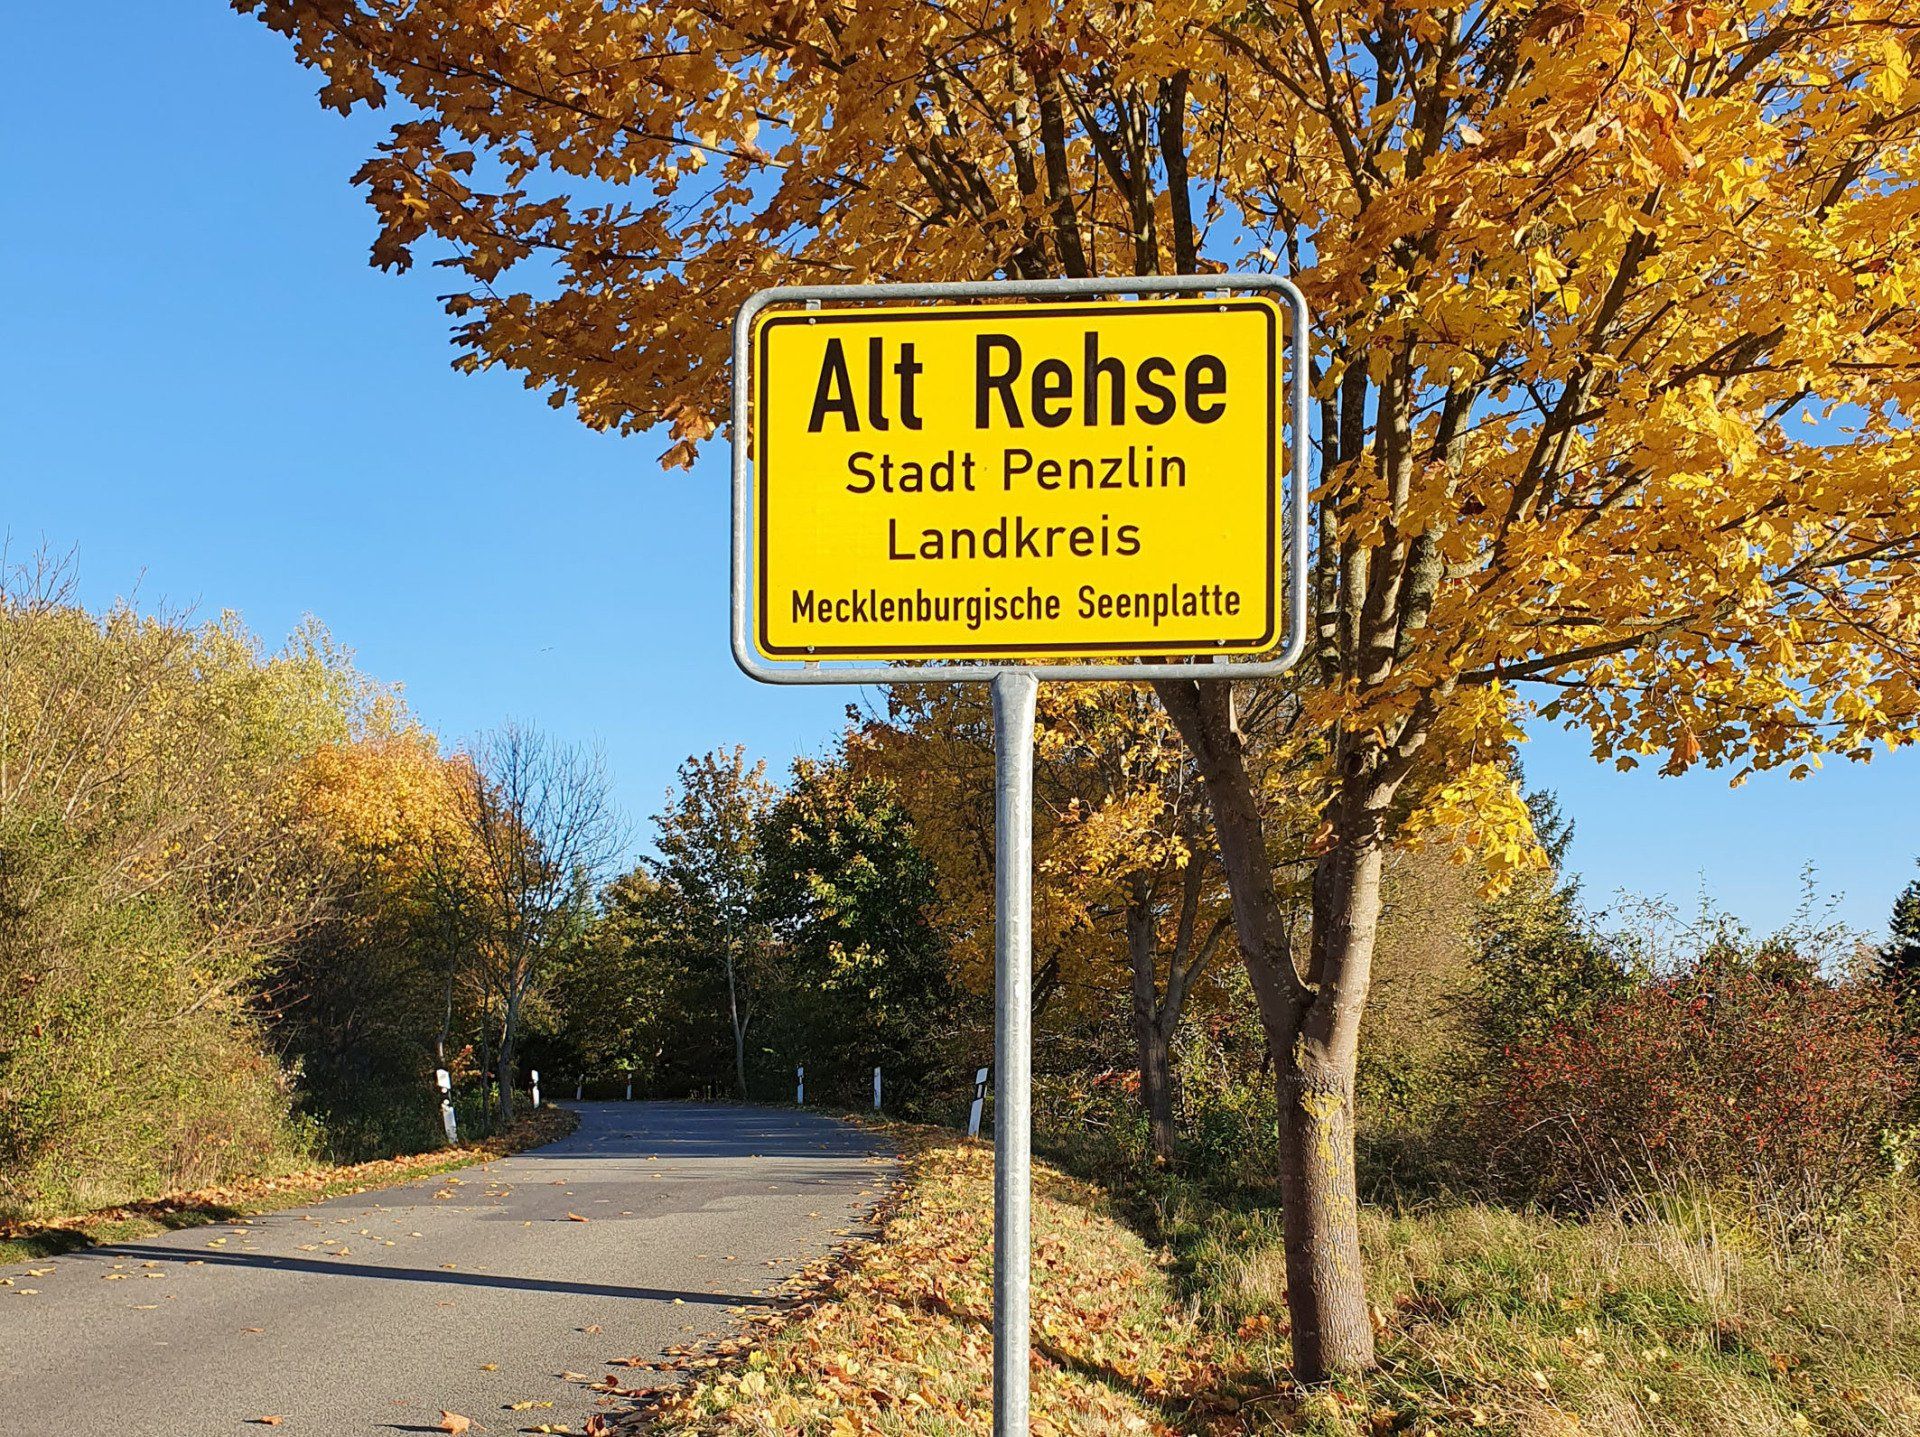 Alt Rehse
Stadt Penzlin
Landkreis
Mecklenburgische Seenplatte